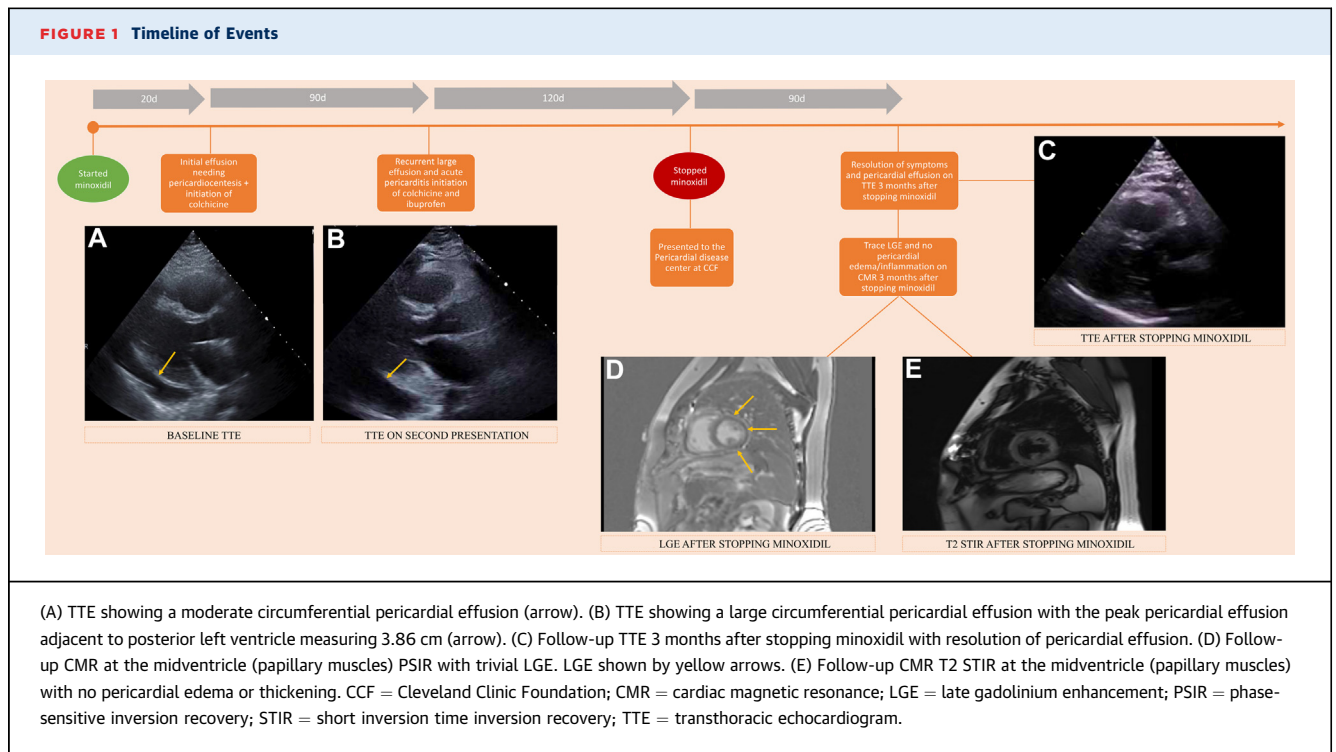 FIGURE 1 Timeline of Events
20d
90d
120d
90d
Started
minoxidil
Initial effusion
needing
pericardiocentesis +
initiation of
colchicine
Recurrent large
effusion and acute
pericarditis initiation
of colchicine and
ibuprofen
Stopped
minoxidil
Presented to the
Pericardial disease
center at CCF
Resolution of symptoms
and pericardial effusion on
TTE 3 months after
stopping minoxidil
Trace LGE and no
pericardial
edema/inflammation on
CMR 3 months after
stopping minoxidil
A
BASELINE TTE
B
TTE ON SECOND PRESENTATION
C
TTE AFTER STOPPING MINOXIDIL
D
LGE AFTER STOPPING MINOXIDIL
E
T2 STIR AFTER STOPPING MINOXIDIL
(A) TTE showing a moderate circumferential pericardial effusion (arrow). (B) TTE showing a large circumferential pericardial effusion with the peak pericardial effusion
adjacent to posterior left ventricle measuring 3.86 cm (arrow). (C) Follow-up TTE 3 months after stopping minoxidil with resolution of pericardial effusion. (D) Follow-
up CMR at the midventricle (papillary muscles) PSIR with trivial LGE. LGE shown by yellow arrows. (E) Follow-up CMR T2 STIR at the midventricle (papillary muscles)
with no pericardial edema or thickening. CCF = Cleveland Clinic Foundation; CMR = cardiac magnetic resonance; LGE = late gadolinium enhancement; PSIR = phase-
sensitive inversion recovery; STIR = short inversion time inversion recovery; TTE = transthoracic echocardiogram.